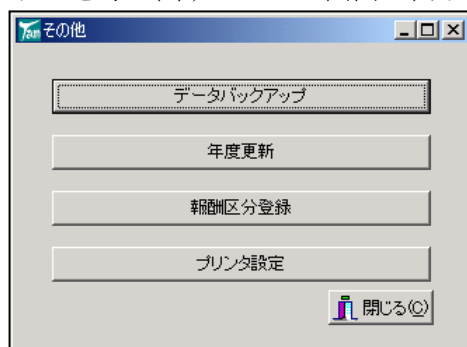 その他
データバックアップ
年度更新
報酬区分登録
プリンタ設定
閉じる(C)